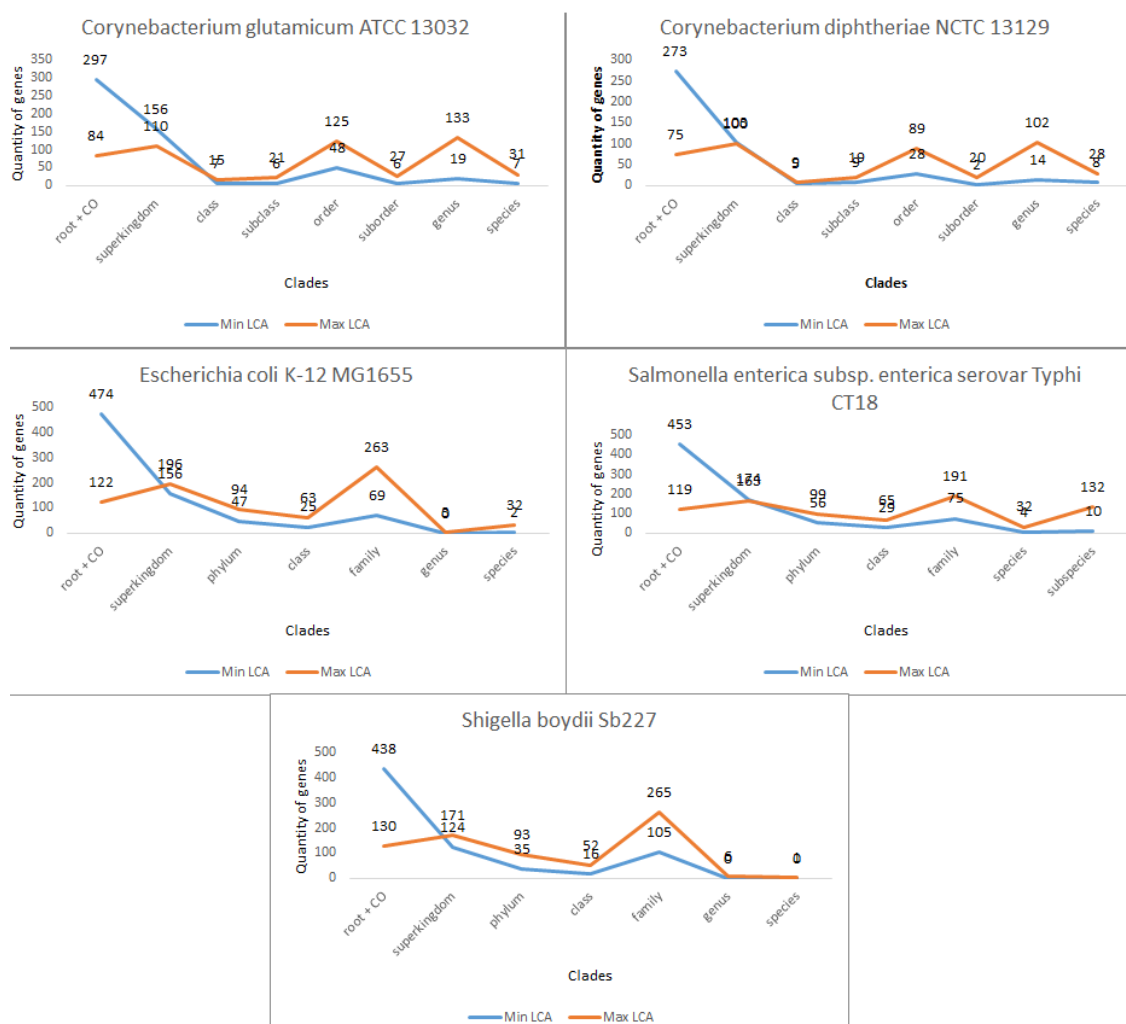 Corynebacterium glutamicum ATCC 13032
Quantity of genes
350
300
250
200
150
100
50
0
297
156
84
110
15
7
21
6
125
48
27
6
133
19
31
7
root + CO
superkingdom
class
subclass
order
suborder
genus
species
Clades
Min LCA
Max LCA
Corynebacterium diphtheriae NCTC 13129
Quantity of genes
300
250
200
150
100
50
0
273
75
100
9
19
89
28
20
2
102
14
28
8
root + CO
superkingdom
class
subclass
order
suborder
genus
species
Clades
Min LCA
Max LCA
Escherichia coli K-12 MG1655
Quantity of genes
500
400
300
200
100
0
474
122
196
156
94
47
63
25
263
69
0
32
2
root + CO
superkingdom
phylum
class
family
genus
species
Clades
Min LCA
Max LCA
Salmonella enterica subsp. enterica serovar Typhi
CT18
Quantity of genes
500
400
300
200
100
0
453
119
174
99
56
65
29
191
75
32
4
132
10
root + CO
superkingdom
phylum
class
family
species
subspecies
Clades
Min LCA
Max LCA
Shigella boydii Sb227
Quantity of genes
500
400
300
200
100
0
438
130
171
124
93
35
52
16
265
105
6
0
root + CO
superkingdom
phylum
class
family
genus
species
Clades
Min LCA
Max LCA